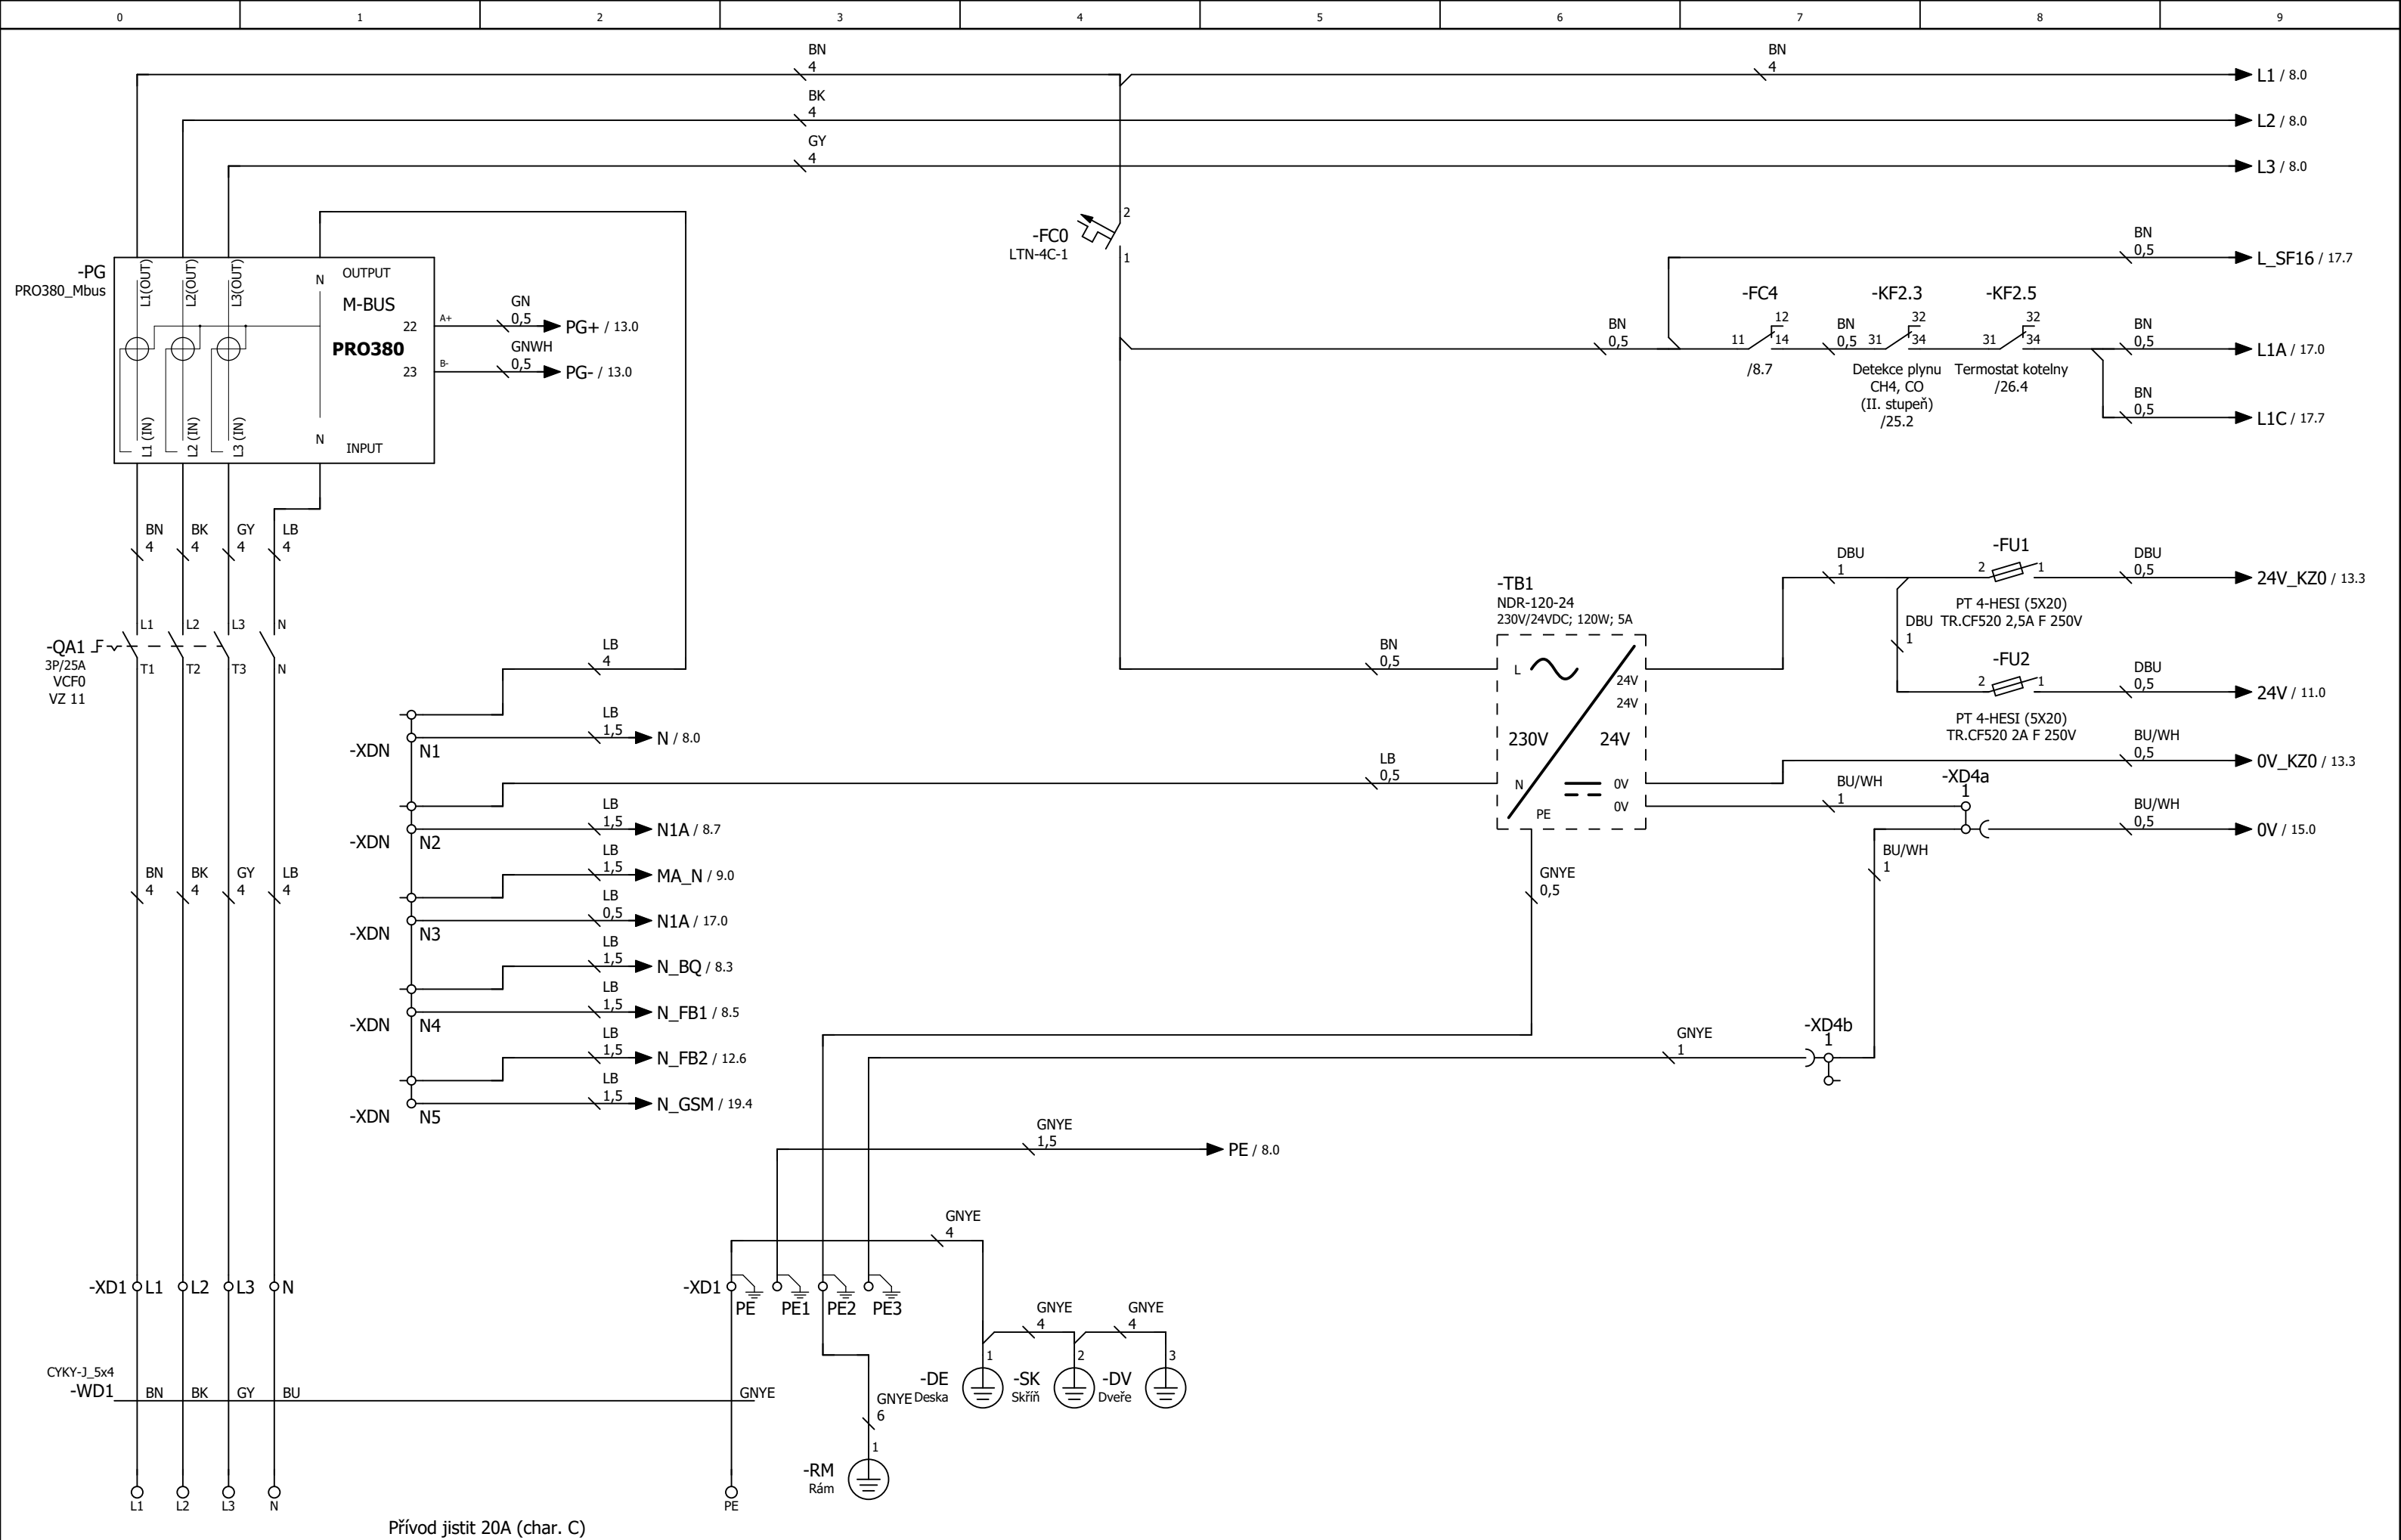 0 1 2 3 4 5 6 7 8 9
BN
4
BN
4
L1 / 8.0
BK
4
L2 / 8.0
GY
4
L3 / 8.0
-FC0
LTN-4C-1
2
1
BN
0,5
L_SF16 / 17.7
-PG
PRO380_Mbus
L1(OUT)
L2(OUT)
L3(OUT)
N
OUTPUT
M-BUS
PRO380
22
23
A+
B-
L1 (IN)
L2 (IN)
L3 (IN)
N
INPUT
GN
0,5
PG+ / 13.0
GNWH
0,5
PG- / 13.0
BN
0,5
-FC4
11
12
14
/8.7
BN
0,5
-KF2.3
31
32
34
Detekce plynu
CH4, CO
(II. stupeň)
/25.2
-KF2.5
31
32
34
Termostat kotelny
/26.4
BN
0,5
L1A / 17.0
BN
0,5
L1C / 17.7
BN
4
BK
4
GY
4
LB
4
-QA1
3P/25A
VCF0
VZ 11
L1
L2
L3
N
T1
T2
T3
N
LB
4
-XDN
N1
LB
1,5
N / 8.0
-XDN
N2
LB
1,5
N1A / 8.7
LB
1,5
MA_N / 9.0
-XDN
N3
LB
0,5
N1A / 17.0
LB
1,5
N_BQ / 8.3
-XDN
N4
LB
1,5
N_FB1 / 8.5
LB
1,5
N_FB2 / 12.6
-XDN
N5
LB
1,5
N_GSM / 19.4
-TB1
NDR-120-24
230V/24VDC; 120W; 5A
BN
0,5
L
24V
24V
230V
24V
LB
0,5
N
0V
0V
PE
GNYE
0,5
DBU
1
-FU1
2
1
PT 4-HESI (5X20)
TR.CF520 2,5A F 250V
DBU
0,5
24V_KZ0 / 13.3
DBU
1
-FU2
2
1
PT 4-HESI (5X20)
TR.CF520 2A F 250V
DBU
0,5
24V / 11.0
BU/WH
0,5
0V_KZ0 / 13.3
BU/WH
1
-XD4a
1
BU/WH
0,5
0V / 15.0
BU/WH
1
BN
4
BK
4
GY
4
LB
4
GNYE
1
-XD4b
1
GNYE
1,5
PE / 8.0
GNYE
4
-XD1
L1
L2
L3
N
-XD1
PE
PE1
PE2
PE3
GNYE
4
GNYE
4
1
-DE
Deska
2
-SK
Skříň
3
-DV
Dveře
CYKY-J_5x4
-WD1
BN
BK
GY
BU
GNYE
GNYE
6
1
-RM
Rám
L1
L2
L3
N
PE
Přívod jistit 20A (char. C)